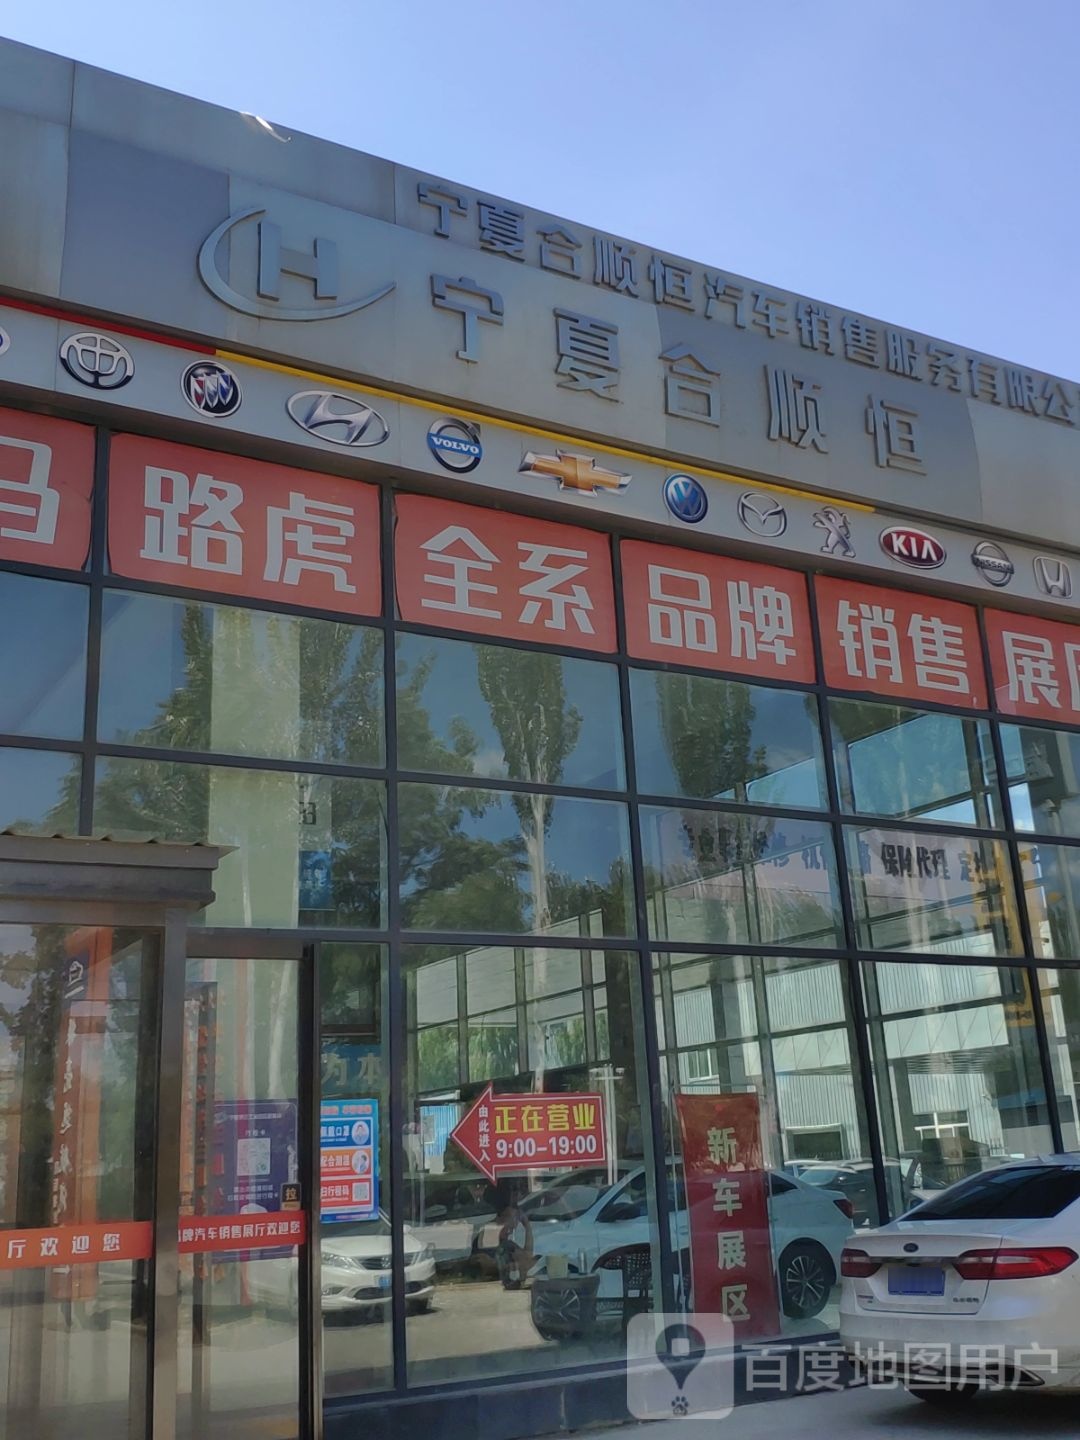 宁夏合顺恒汽车销售服务有限公
宁夏合顺恒
H
VOLVO
KIA
NISSAN
马路虎全系品牌销售展
保险代理
为本
由此进入
正在营业
9:00-19:00
新车展区
厅欢迎您
品牌汽车销售展厅欢迎您
百度地图用户